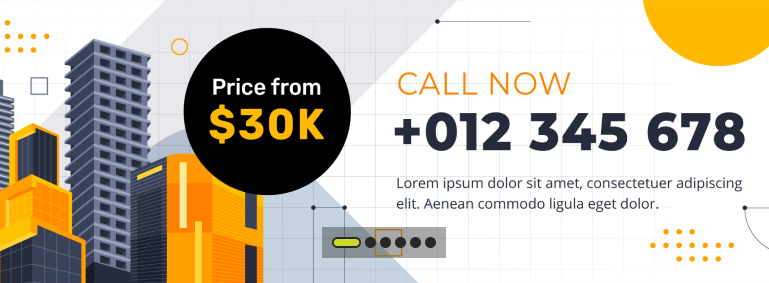 Price from
$30K
CALL NOW
+012 345 678
Lorem ipsum dolor sit amet, consectetuer adipiscing
elit. Aenean commodo ligula eget dolor.